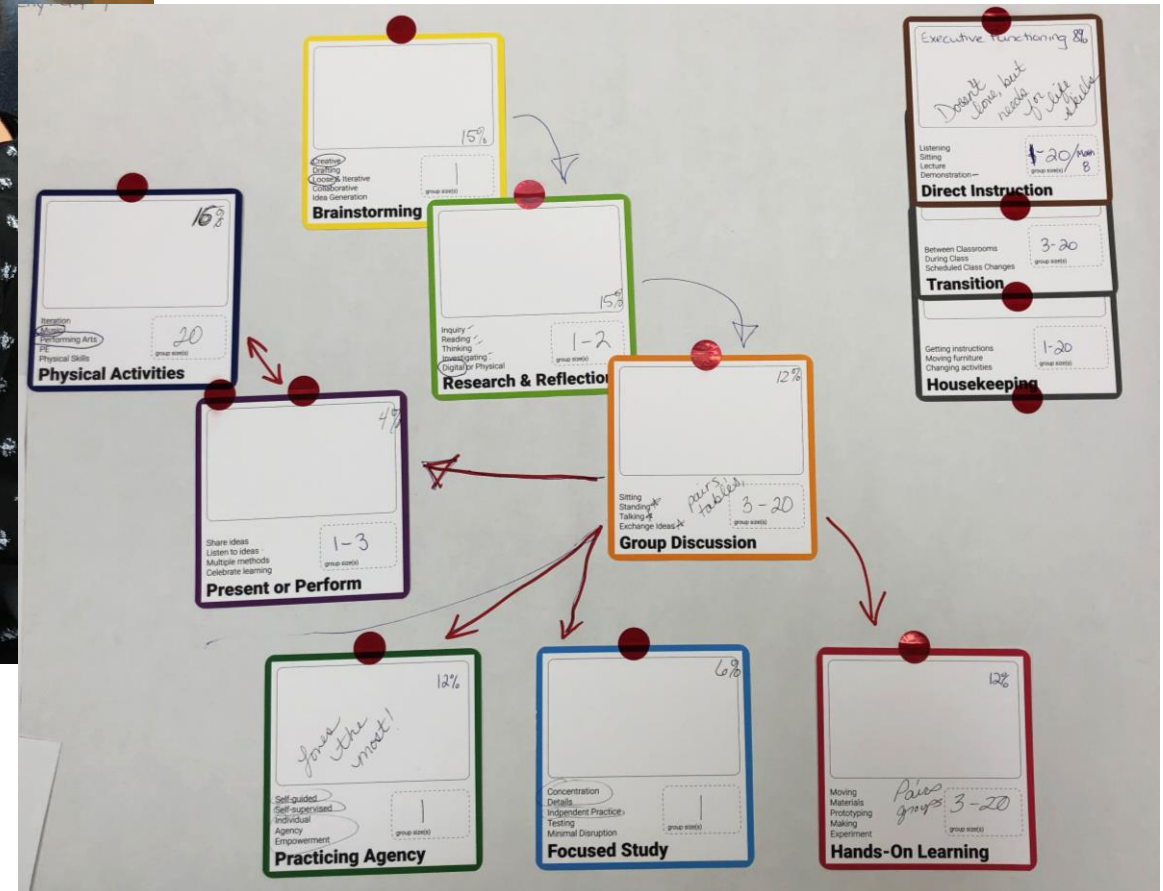 15%
Creative
Drafting
Loose & Iterative
Collaborative
Idea Generation
1
group size(s)
Brainstorming
Executive Functioning 8%
Doesn't
love, but
needs
for life
skills
Listening
Sitting
Lecture
Demonstration
1-20/Mom
8
group size(s)
Direct Instruction
Between Classrooms
During Class
Scheduled Class Changes
3-20
group size(s)
Transition
Getting instructions
Moving furniture
Changing activities
1-20
group size(s)
Housekeeping
16%
Iteration
Music
Performing Arts
PE
Physical Skills
20
group size(s)
Physical Activities
15%
Inquiry
Reading
Thinking
Investigating
Digital or Physical
1-2
group size(s)
Research & Reflection
12%
Sitting
Standing
Talking
Exchange Ideas
pairs,
tables,
3-20
group size(s)
Group Discussion
4%
Share ideas
Listen to ideas
Multiple methods
Celebrate learning
1-3
group size(s)
Present or Perform
12%
loves
the
most!
Self-guided
Self-supervised
Individual
Agency
Empowerment
1
group size(s)
Practicing Agency
6%
Concentration
Details
Indpendent Practice
Testing
Minimal Disruption
1
group size(s)
Focused Study
12%
Moving
Materials
Prototyping
Making
Experiment
Pairs
groups
3-20
group size(s)
Hands-On Learning